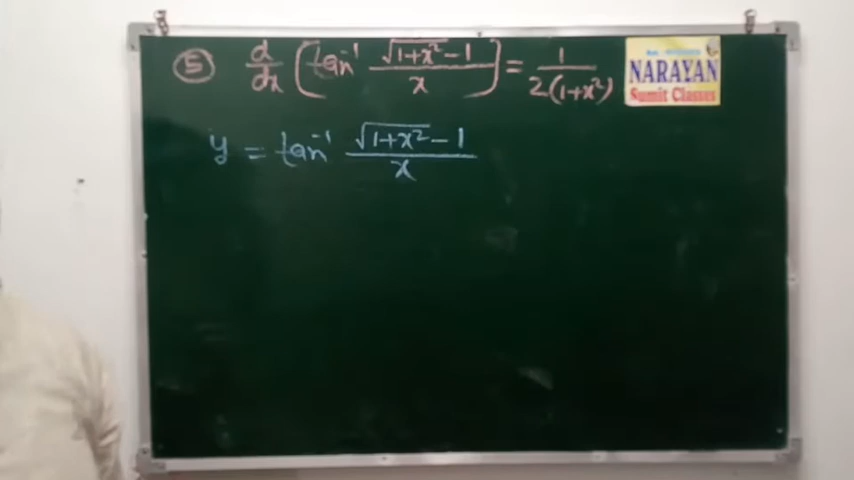 ⑤ d/dx (tan⁻¹ (√(1+x²) - 1)/x) = 1/(2(1+x²))
NARAYAN
Sumit Classes
y = tan⁻¹ (√(1+x²) - 1)/x